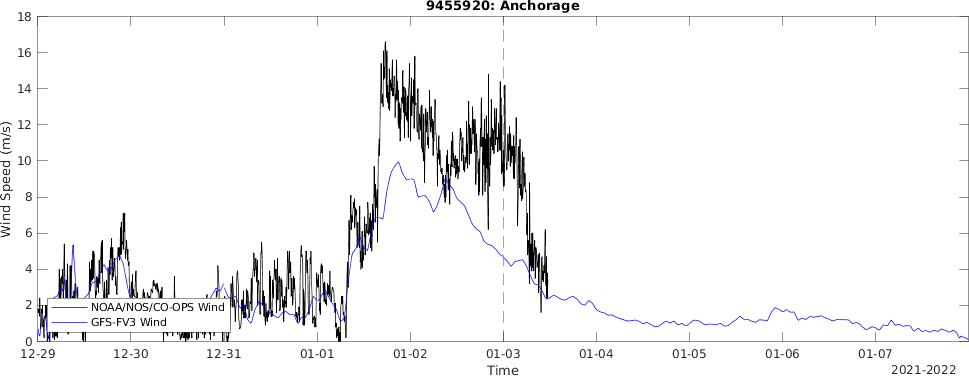 9455920: Anchorage
18
16
14
12
10
8
6
4
2
0
Wind Speed (m/s)
NOAA/NOS/CO-OPS Wind
GFS-FV3 Wind
12-29 12-30 12-31 01-01 01-02 01-03 01-04 01-05 01-06 01-07
Time
2021-2022